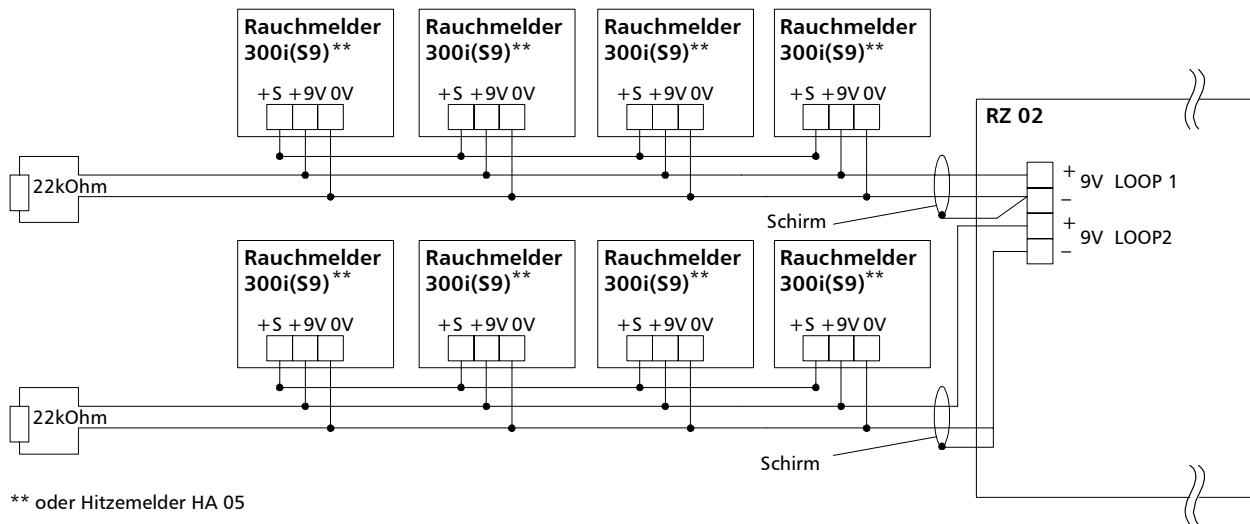 Rauchmelder
300i(S9)**
+S +9V 0V
Rauchmelder
300i(S9)**
+S +9V 0V
Rauchmelder
300i(S9)**
+S +9V 0V
Rauchmelder
300i(S9)**
+S +9V 0V
RZ 02
22kOhm
+
9V LOOP 1
–
Schirm
+
9V LOOP2
–
Rauchmelder
300i(S9)**
+S +9V 0V
Rauchmelder
300i(S9)**
+S +9V 0V
Rauchmelder
300i(S9)**
+S +9V 0V
Rauchmelder
300i(S9)**
+S +9V 0V
22kOhm
Schirm
** oder Hitzemelder HA 05